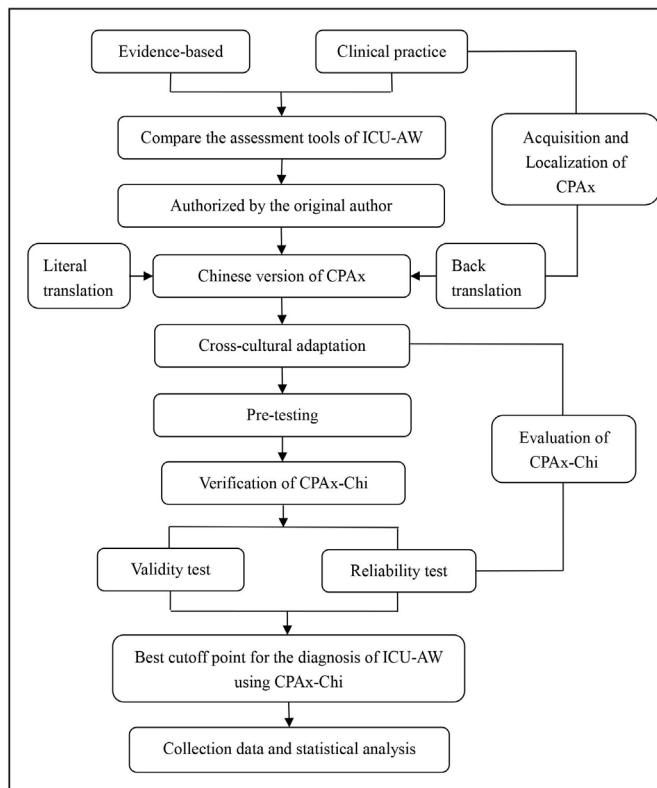 Evidence-based
Clinical practice
Compare the assessment tools of ICU-AW
Acquisition and
Localization of
CPAx
Authorized by the original author
Literal
translation
Chinese version of CPAx
Back
translation
Cross-cultural adaptation
Pre-testing
Evaluation of
CPAx-Chi
Verification of CPAx-Chi
Validity test
Reliability test
Best cutoff point for the diagnosis of ICU-AW
using CPAx-Chi
Collection data and statistical analysis